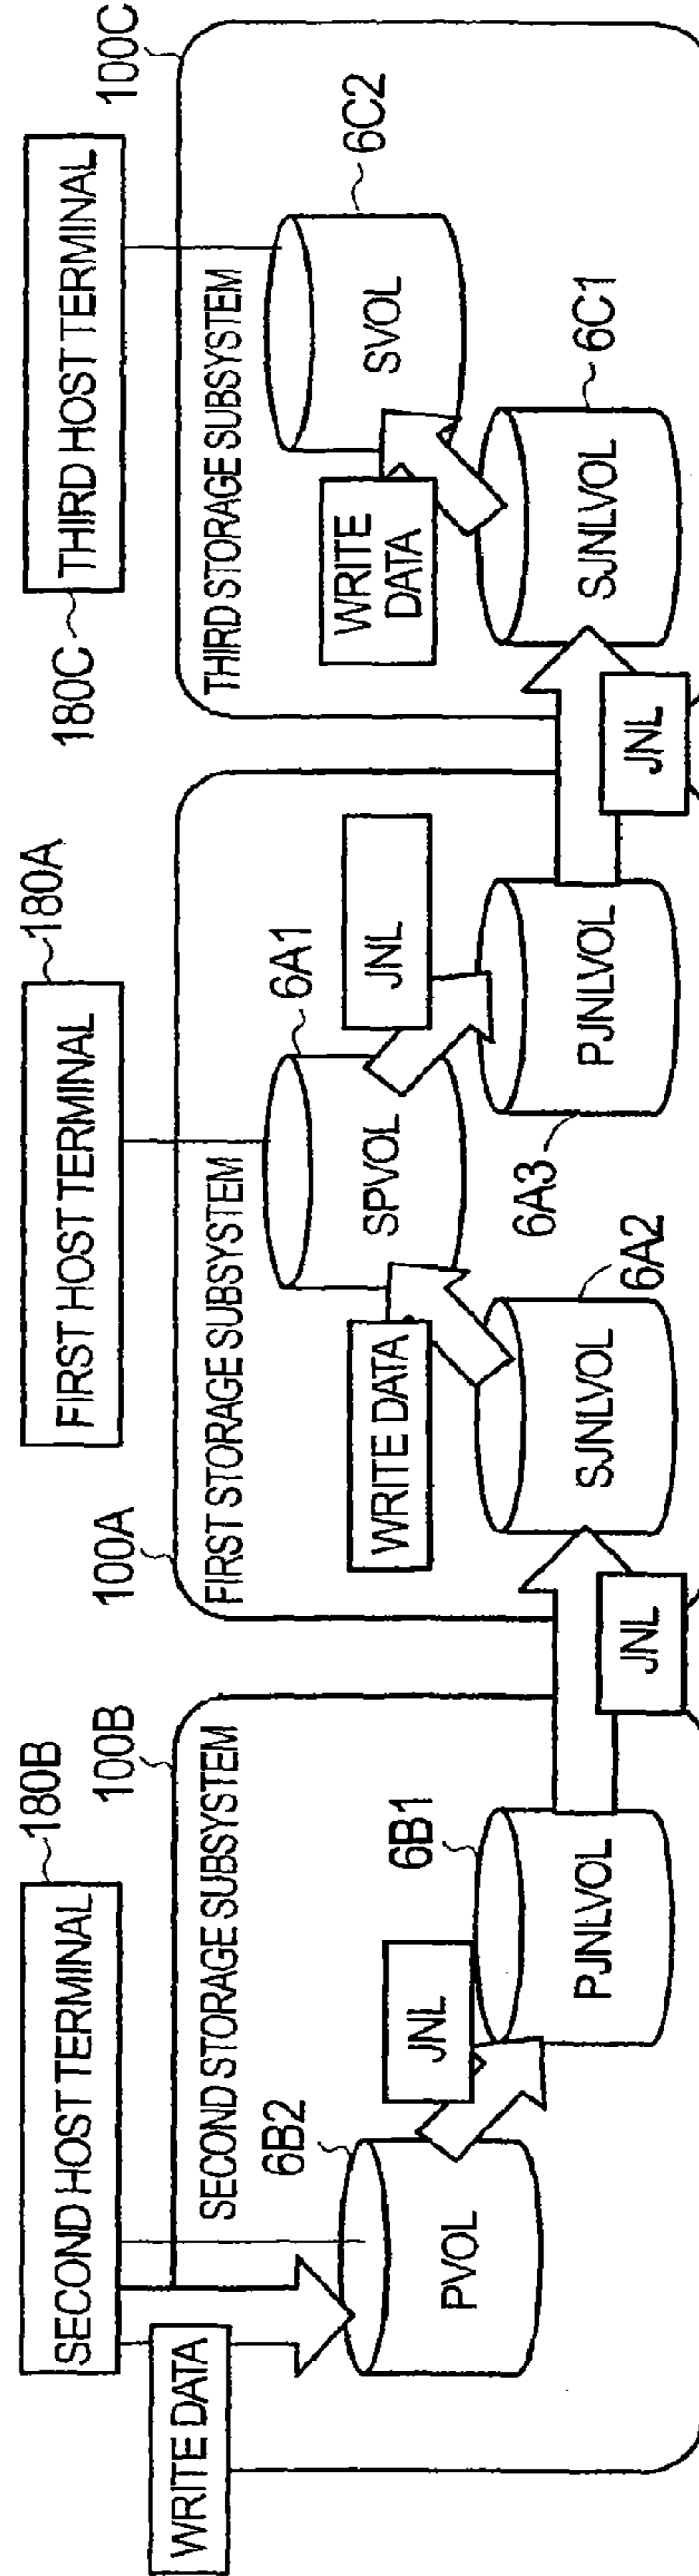 SECOND HOST TERMINAL
180B
WRITE DATA
100B
SECOND STORAGE SUBSYSTEM
6B2
PVOL
JNL
6B1
PJNLVOL
JNL
FIRST HOST TERMINAL
180A
100A
FIRST STORAGE SUBSYSTEM
6A1
SPVOL
WRITE DATA
JNL
SJNLVOL
6A2
6A3
PJNLVOL
JNL
THIRD HOST TERMINAL
180C
100C
THIRD STORAGE SUBSYSTEM
6C2
SVOL
WRITE
DATA
SJNLVOL
6C1